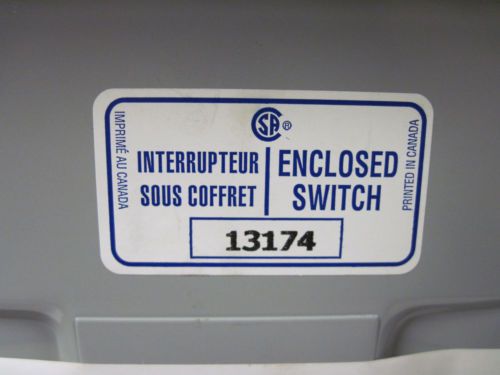 CSA ®
IMPRIMÉ AU CANADA
INTERRUPTEUR
SOUS COFFRET
ENCLOSED
SWITCH
PRINTED IN CANADA
13174